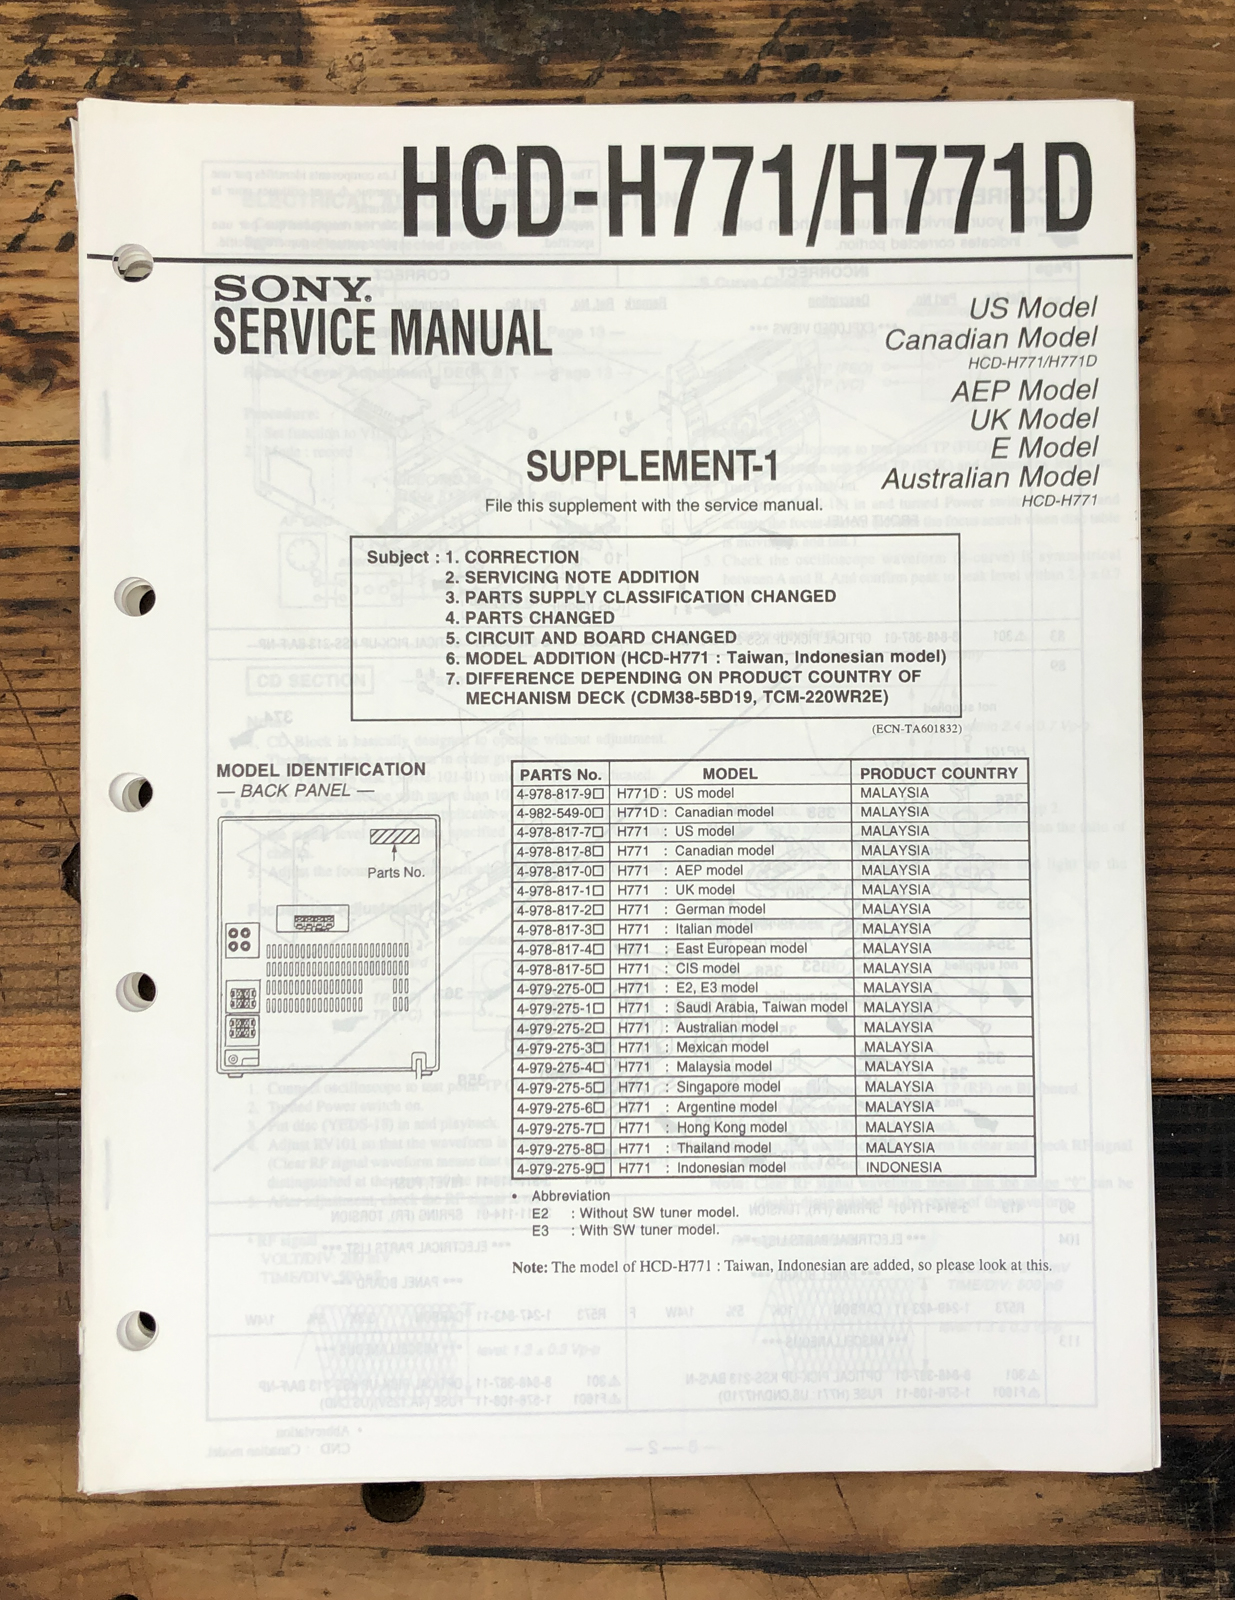 HCD-H771/H771D
SONY®
SERVICE MANUAL
US Model
Canadian Model
HCD-H771/H771D
AEP Model
UK Model
E Model
Australian Model
HCD-H771
SUPPLEMENT-1
File this supplement with the service manual.
Subject : 1. CORRECTION
2. SERVICING NOTE ADDITION
3. PARTS SUPPLY CLASSIFICATION CHANGED
4. PARTS CHANGED
5. CIRCUIT AND BOARD CHANGED
6. MODEL ADDITION (HCD-H771 : Taiwan, Indonesian model)
7. DIFFERENCE DEPENDING ON PRODUCT COUNTRY OF
MECHANISM DECK (CDM38-5BD19, TCM-220WR2E)
(ECN-TA601832)
MODEL IDENTIFICATION
— BACK PANEL —
Parts No.
PARTS No. MODEL PRODUCT COUNTRY
4-978-817-9□ H771D : US model MALAYSIA
4-982-549-0□ H771D : Canadian model MALAYSIA
4-978-817-7□ H771 : US model MALAYSIA
4-978-817-8□ H771 : Canadian model MALAYSIA
4-978-817-0□ H771 : AEP model MALAYSIA
4-978-817-1□ H771 : UK model MALAYSIA
4-978-817-2□ H771 : German model MALAYSIA
4-978-817-3□ H771 : Italian model MALAYSIA
4-978-817-4□ H771 : East European model MALAYSIA
4-978-817-5□ H771 : CIS model MALAYSIA
4-979-275-0□ H771 : E2, E3 model MALAYSIA
4-979-275-1□ H771 : Saudi Arabia, Taiwan model MALAYSIA
4-979-275-2□ H771 : Australian model MALAYSIA
4-979-275-3□ H771 : Mexican model MALAYSIA
4-979-275-4□ H771 : Malaysia model MALAYSIA
4-979-275-5□ H771 : Singapore model MALAYSIA
4-979-275-6□ H771 : Argentine model MALAYSIA
4-979-275-7□ H771 : Hong Kong model MALAYSIA
4-979-275-8□ H771 : Thailand model MALAYSIA
4-979-275-9□ H771 : Indonesian model INDONESIA
• Abbreviation
E2 : Without SW tuner model.
E3 : With SW tuner model.
Note: The model of HCD-H771 : Taiwan, Indonesian are added, so please look at this.